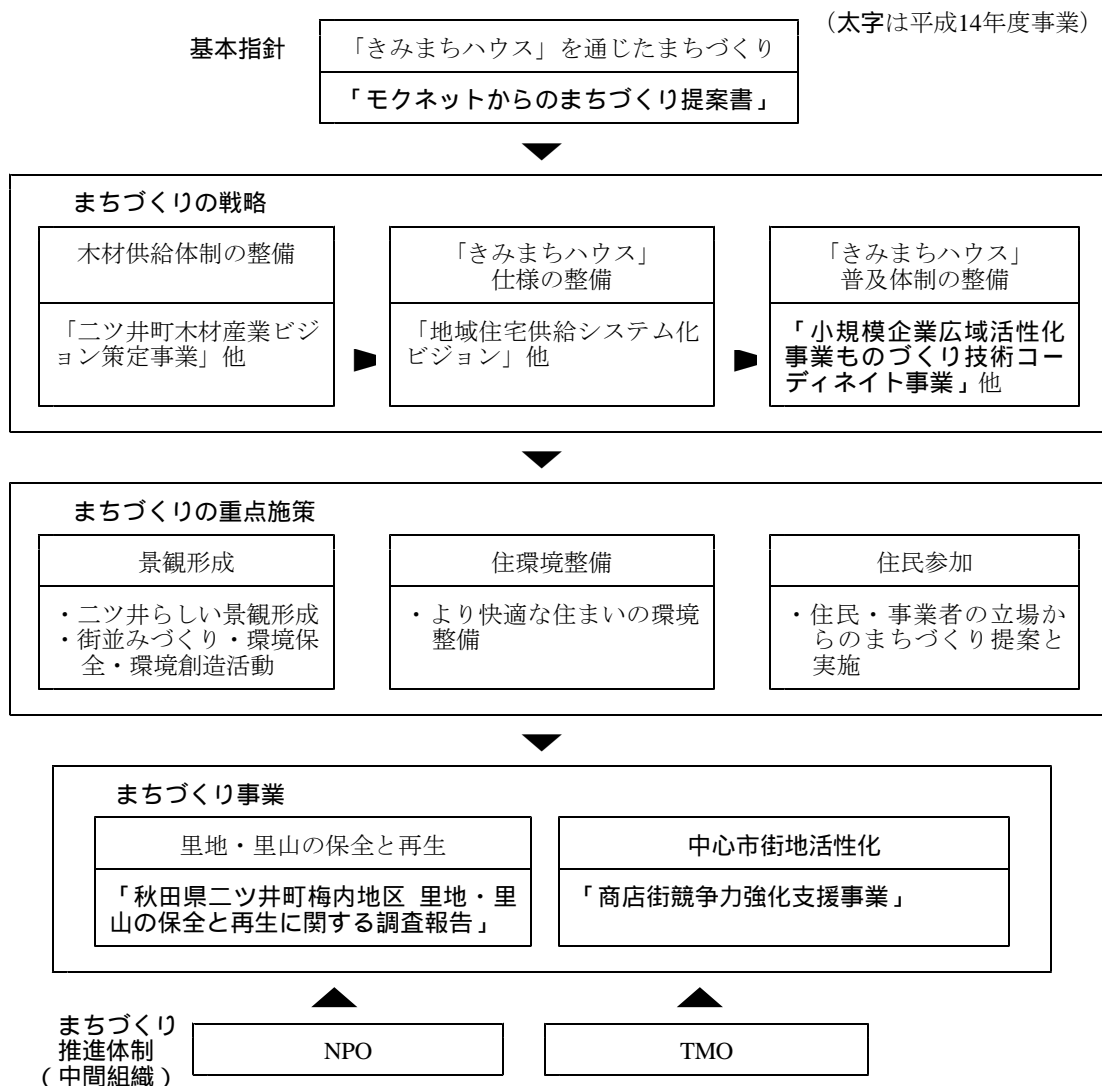 （太字は平成14年度事業）
基本指針
「きみまちハウス」を通じたまちづくり
「モクネットからのまちづくり提案書」
まちづくりの戦略
木材供給体制の整備
「二ツ井町木材産業ビジ
ョン策定事業」他
「きみまちハウス」
仕様の整備
「地域住宅供給システム化
ビジョン」他
「きみまちハウス」
普及体制の整備
「小規模企業広域活性化
事業ものづくり技術コー
ディネイト事業」他
まちづくりの重点施策
景観形成
・二ツ井らしい景観形成
・街並みづくり・環境保
全・環境創造活動
住環境整備
・より快適な住まいの環境
整備
住民参加
・住民・事業者の立場か
らのまちづくり提案と
実施
まちづくり事業
里地・里山の保全と再生
「秋田県二ツ井町梅内地区 里地・里
山の保全と再生に関する調査報告」
中心市街地活性化
「商店街競争力強化支援事業」
まちづくり
推進体制
（中間組織）
NPO
TMO